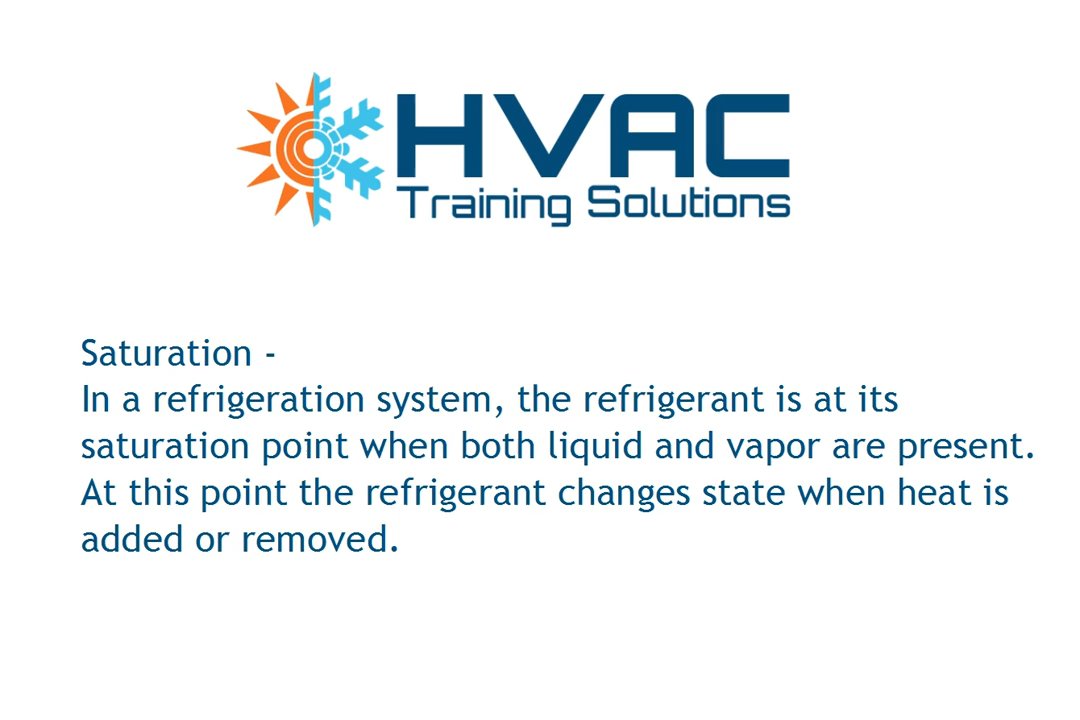 HVAC
Training Solutions
Saturation -
In a refrigeration system, the refrigerant is at its
saturation point when both liquid and vapor are present.
At this point the refrigerant changes state when heat is
added or removed.